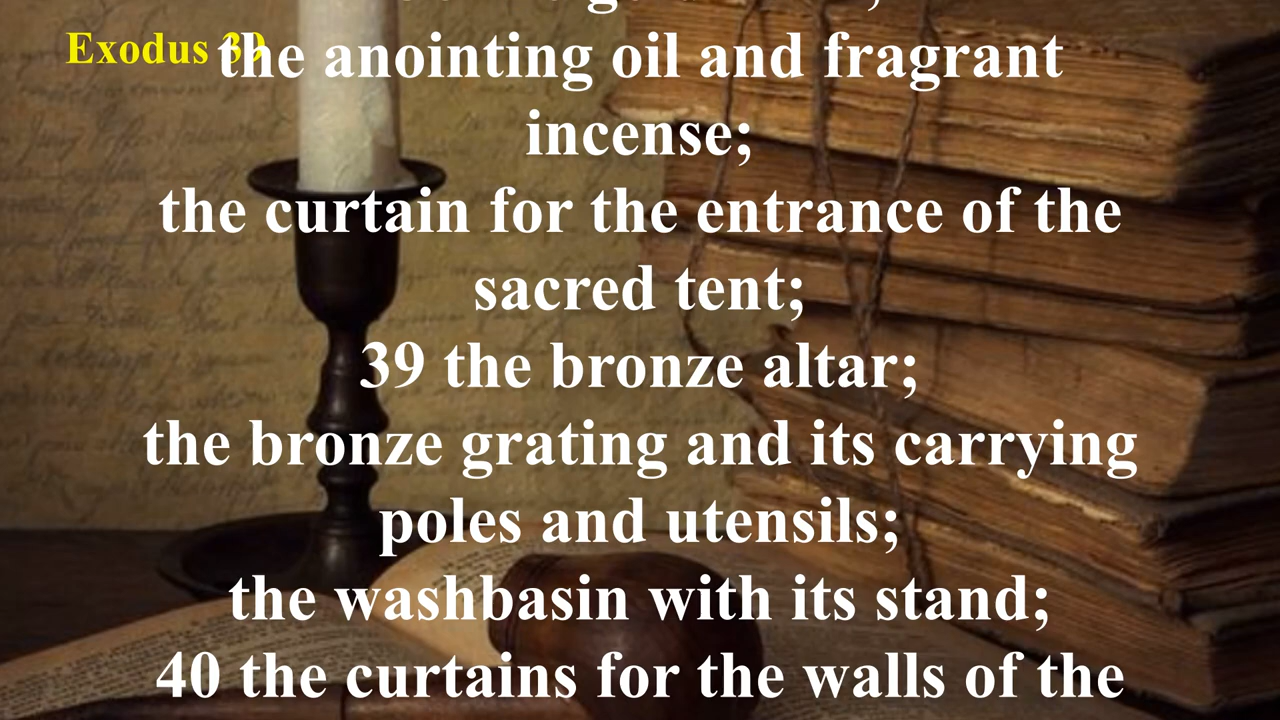 Exodus 39
the anointing oil and fragrant
incense;
the curtain for the entrance of the
sacred tent;
39 the bronze altar;
the bronze grating and its carrying
poles and utensils;
the washbasin with its stand;
40 the curtains for the walls of the